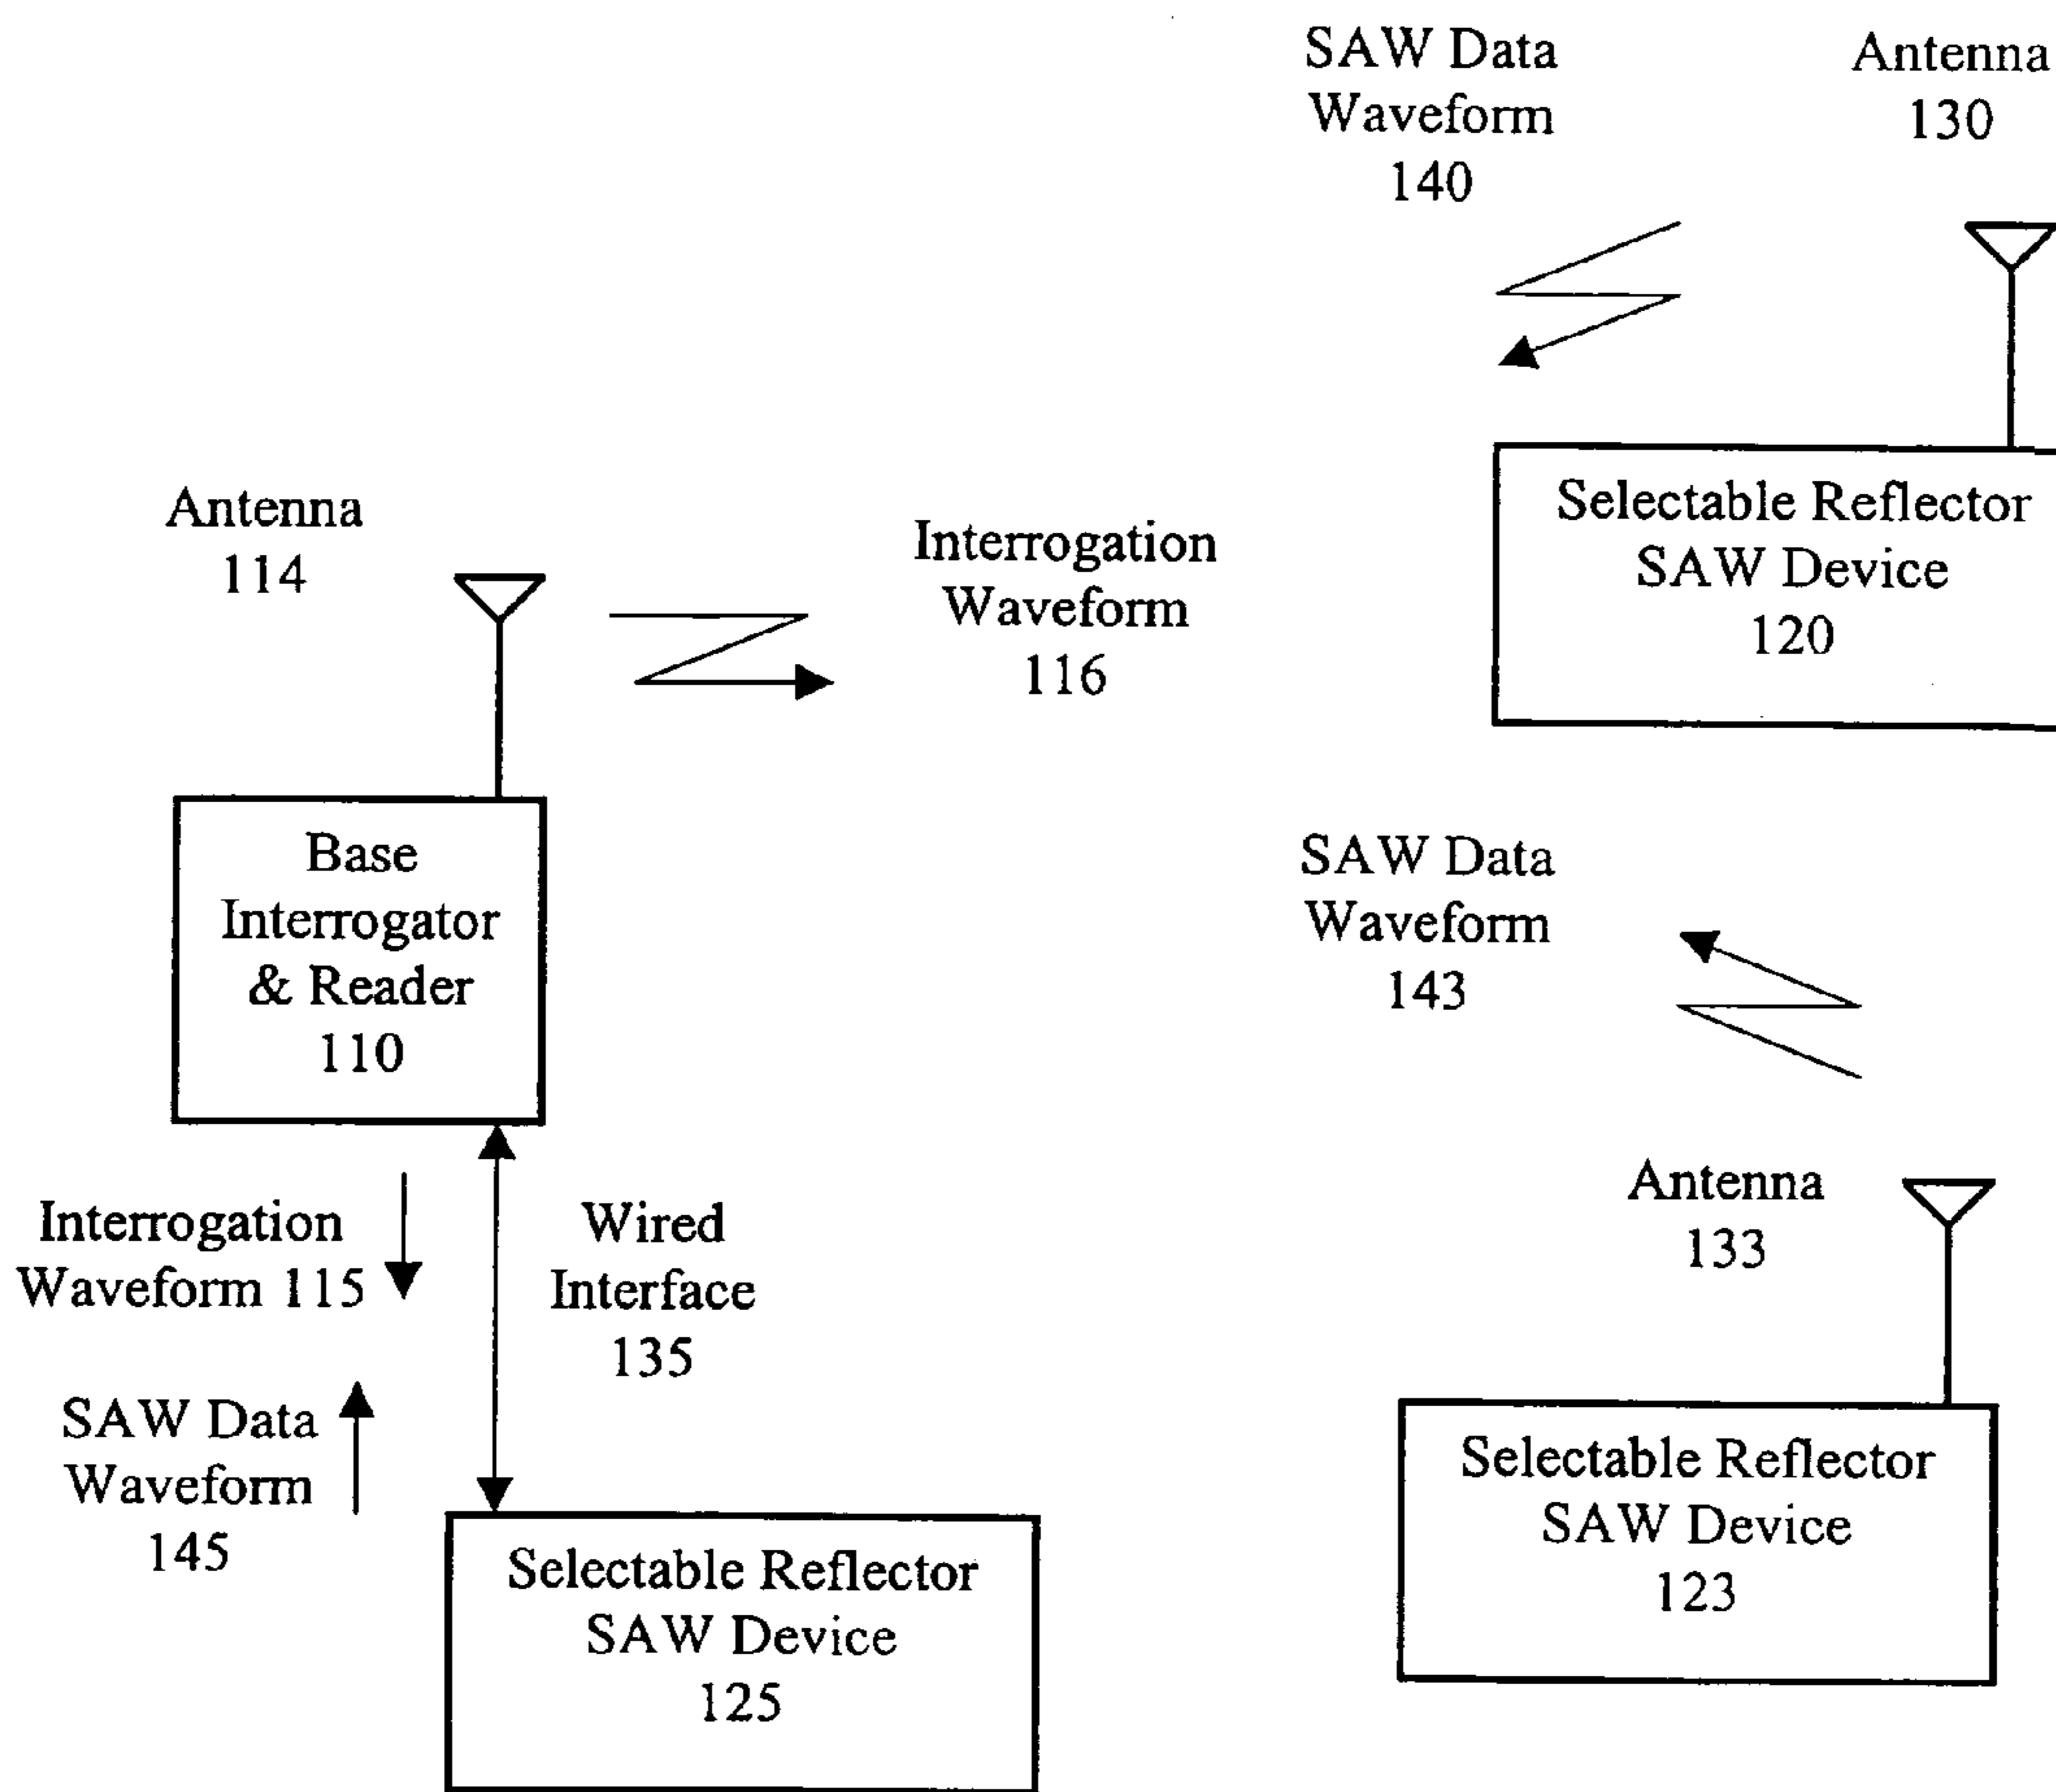 SAW Data
Waveform
140
Antenna
130
Selectable Reflector
SAW Device
120
Antenna
114
Interrogation
Waveform
116
Base
Interrogator
& Reader
110
SAW Data
Waveform
143
Interrogation
Waveform 115
Wired
Interface
135
Antenna
133
SAW Data
Waveform
145
Selectable Reflector
SAW Device
125
Selectable Reflector
SAW Device
123